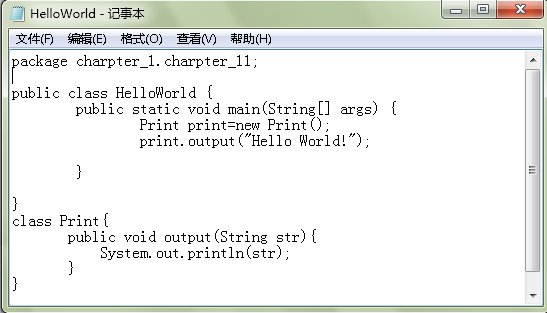 HelloWorld - 记事本
文件(F) 编辑(E) 格式(O) 查看(V) 帮助(H)
package charpter_1.charpter_11;
public class HelloWorld {
public static void main(String[] args) {
Print print=new Print();
print.output("Hello World!");
}
}
class Print{
public void output(String str){
System.out.println(str);
}
}